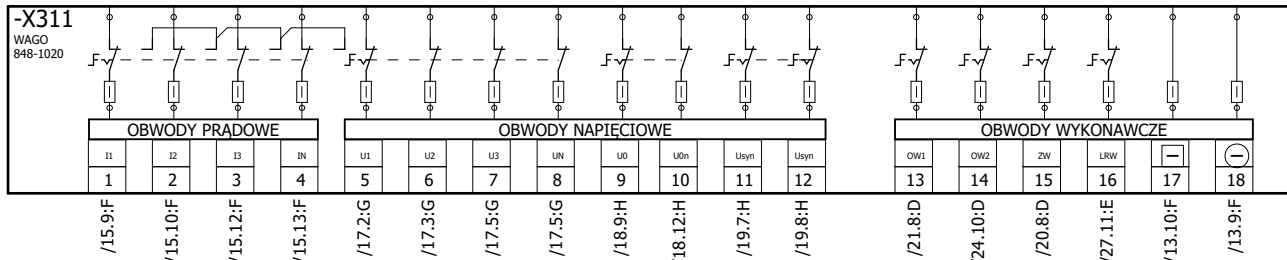 -X311
WAGO
848-1020
OBWODY PRĄDOWE OBWODY NAPIĘCIOWE OBWODY WYKONAWCZE
I1 I2 I3 IN U1 U2 U3 UN U0 U0n Usyn Usyn OW1 OW2 ZW LRW
1 2 3 4 5 6 7 8 9 10 11 12 13 14 15 16 17 18
/15.9:F /15.10:F /15.12:F /15.13:F /17.2:G /17.3:G /17.5:G /17.5:G /18.9:H /18.12:H /19.7:H /19.8:H /21.8:D /24.10:D /20.8:D /27.11:E /13.10:F /13.9:F